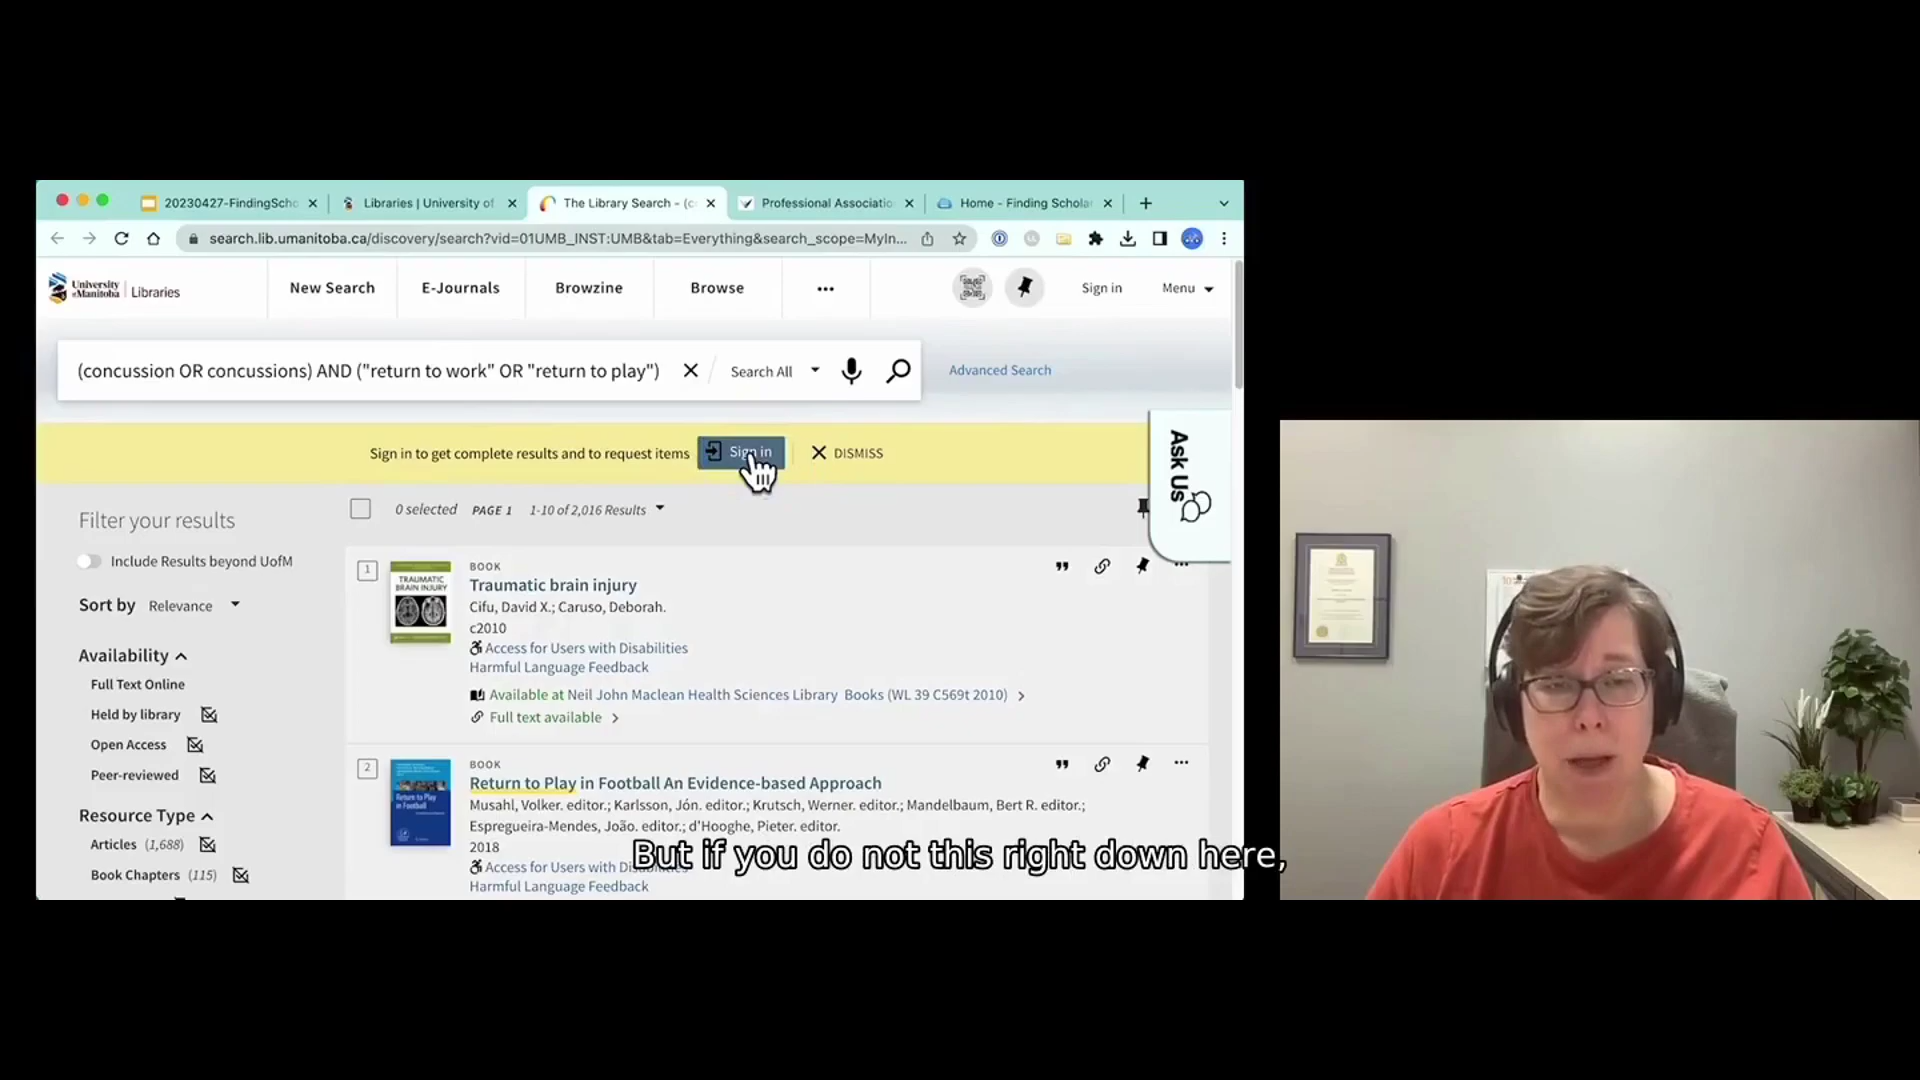 20230427-FindingScho
Libraries | University of
The Library Search - (c
Professional Associatio
Home - Finding Schola
search.lib.umanitoba.ca/discovery/search?vid=01UMB_INST:UMB&tab=Everything&search_scope=MyIn...
University of Manitoba | Libraries
New Search
E-Journals
Browzine
Browse
Sign in
Menu
(concussion OR concussions) AND ("return to work" OR "return to play")
Search All
Advanced Search
Sign in to get complete results and to request items
Sign in
DISMISS
Ask Us
Filter your results
Include Results beyond UofM
Sort by Relevance
Availability
Full Text Online
Held by library
Open Access
Peer-reviewed
Resource Type
Articles (1,688)
Book Chapters (115)
0 selected PAGE 1 1-10 of 2,016 Results
1
TRAUMATIC
BRAIN INJURY
BOOK
Traumatic brain injury
Cifu, David X.; Caruso, Deborah.
c2010
Access for Users with Disabilities
Harmful Language Feedback
Available at Neil John Maclean Health Sciences Library Books (WL 39 C569t 2010)
Full text available
2
Return to Play
in Football
BOOK
Return to Play in Football An Evidence-based Approach
Musahl, Volker. editor.; Karlsson, Jón. editor.; Krutsch, Werner. editor.; Mandelbaum, Bert R. editor.;
Espregueira-Mendes, João. editor.; d'Hooghe, Pieter. editor.
2018
Access for Users with Disabilities
Harmful Language Feedback
But if you do not this right down here,